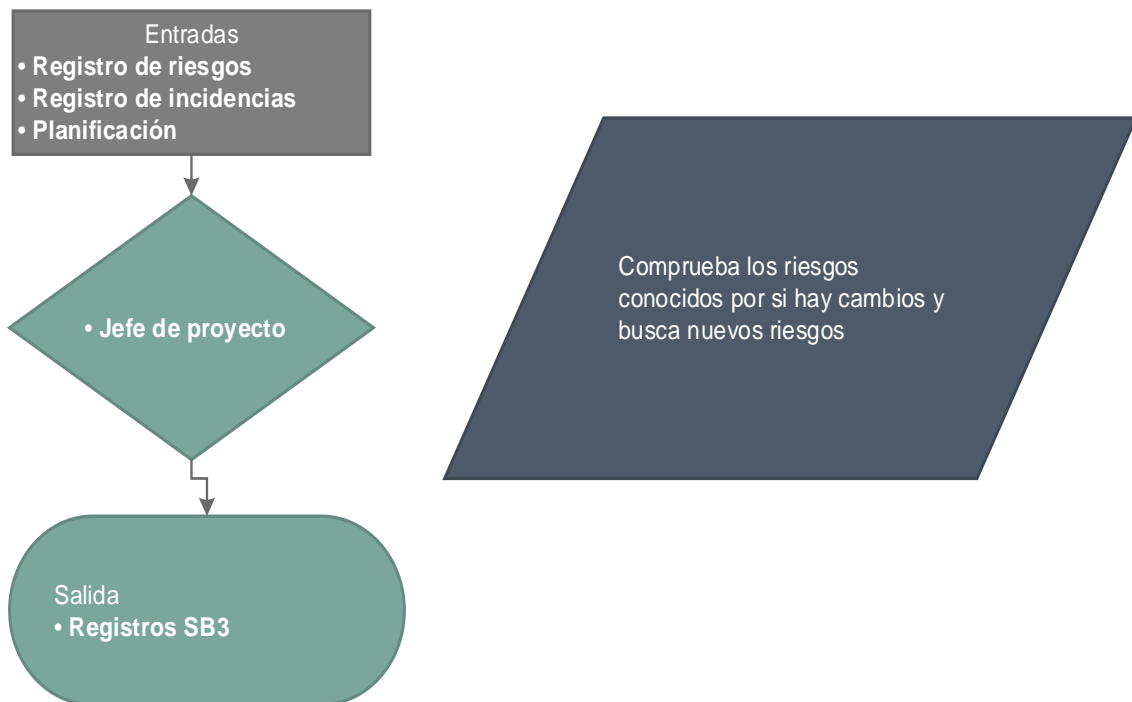 Entradas
• Registro de riesgos
• Registro de incidencias
• Planificación
• Jefe de proyecto
Salida
• Registros SB3
Comprueba los riesgos
conocidos por si hay cambios y
busca nuevos riesgos